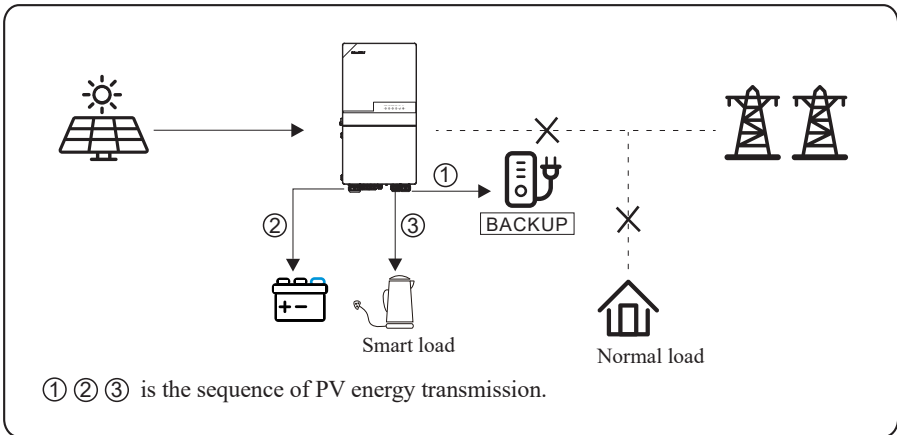 ①
BACKUP
② ③
+ −
Smart load
Normal load
① ② ③ is the sequence of PV energy transmission.